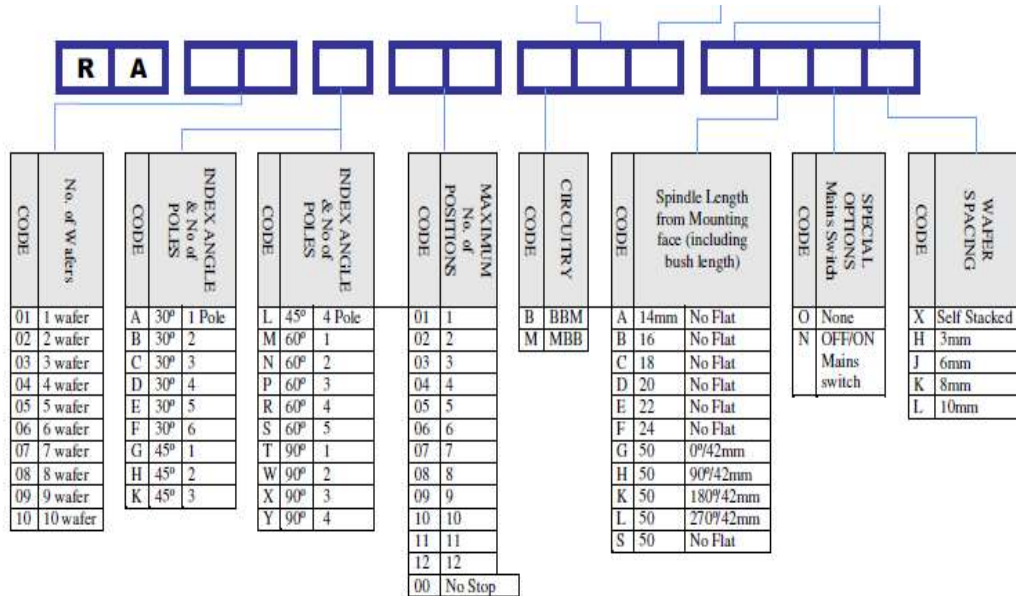 R A
CODE No. of Wafers
01 1 wafer
02 2 wafer
03 3 wafer
04 4 wafer
05 5 wafer
06 6 wafer
07 7 wafer
08 8 wafer
09 9 wafer
10 10 wafer
CODE INDEX ANGLE & No of POLES
A 30º 1 Pole
B 30º 2
C 30º 3
D 30º 4
E 30º 5
F 30º 6
G 45º 1
H 45º 2
K 45º 3
CODE INDEX ANGLE & No of POLES
L 45º 4 Pole
M 60º 1
N 60º 2
P 60º 3
R 60º 4
S 60º 5
T 90º 1
W 90º 2
X 90º 3
Y 90º 4
CODE MAXIMUM No. of POSITIONS
01 1
02 2
03 3
04 4
05 5
06 6
07 7
08 8
09 9
10 10
11 11
12 12
00 No Stop
CODE CIRCUITRY
B BBM
M MBB
CODE Spindle Length
from Mounting
face (including
bush length)
A 14mm No Flat
B 16 No Flat
C 18 No Flat
D 20 No Flat
E 22 No Flat
F 24 No Flat
G 50 0º/42mm
H 50 90º/42mm
K 50 180º/42mm
L 50 270º/42mm
S 50 No Flat
CODE SPECIAL OPTIONS Mains Switch
O None
N OFF/ON
Mains
switch
CODE WAFER SPACING
X Self Stacked
H 3mm
J 6mm
K 8mm
L 10mm